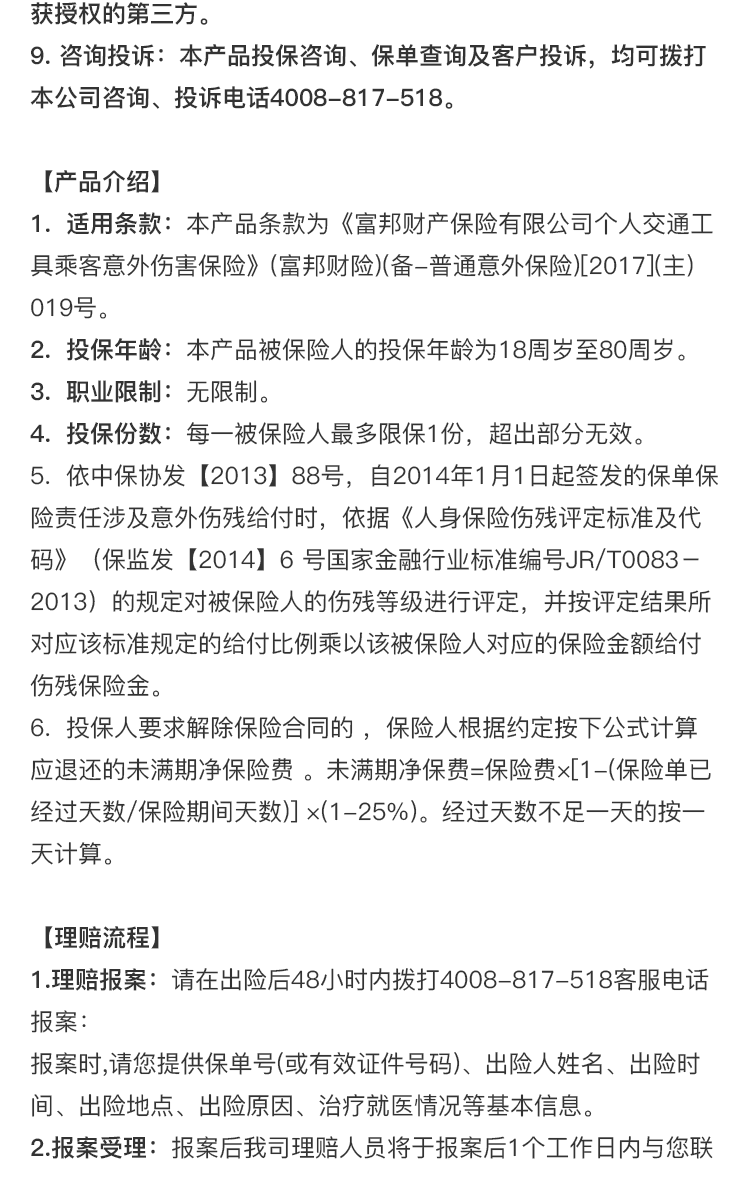 获授权的第三方。
9. 咨询投诉：本产品投保咨询、保单查询及客户投诉，均可拨打
本公司咨询、投诉电话4008-817-518。
【产品介绍】
1. 适用条款：本产品条款为《富邦财产保险有限公司个人交通工
具乘客意外伤害保险》(富邦财险)(备-普通意外保险)[2017](主)
019号。
2. 投保年龄：本产品被保险人的投保年龄为18周岁至80周岁。
3. 职业限制：无限制。
4. 投保份数：每一被保险人最多限保1份，超出部分无效。
5. 依中保协发【2013】88号，自2014年1月1日起签发的保单保
险责任涉及意外伤残给付时，依据《人身保险伤残评定标准及代
码》（保监发【2014】6 号国家金融行业标准编号JR/T0083－
2013）的规定对被保险人的伤残等级进行评定，并按评定结果所
对应该标准规定的给付比例乘以该被保险人对应的保险金额给付
伤残保险金。
6. 投保人要求解除保险合同的 ，保险人根据约定按下公式计算
应退还的未满期净保险费 。未满期净保费=保险费×[1-(保险单已
经过天数/保险期间天数)] ×(1-25%)。经过天数不足一天的按一
天计算。
【理赔流程】
1.理赔报案：请在出险后48小时内拨打4008-817-518客服电话
报案：
报案时,请您提供保单号(或有效证件号码)、出险人姓名、出险时
间、出险地点、出险原因、治疗就医情况等基本信息。
2.报案受理：报案后我司理赔人员将于报案后1个工作日内与您联